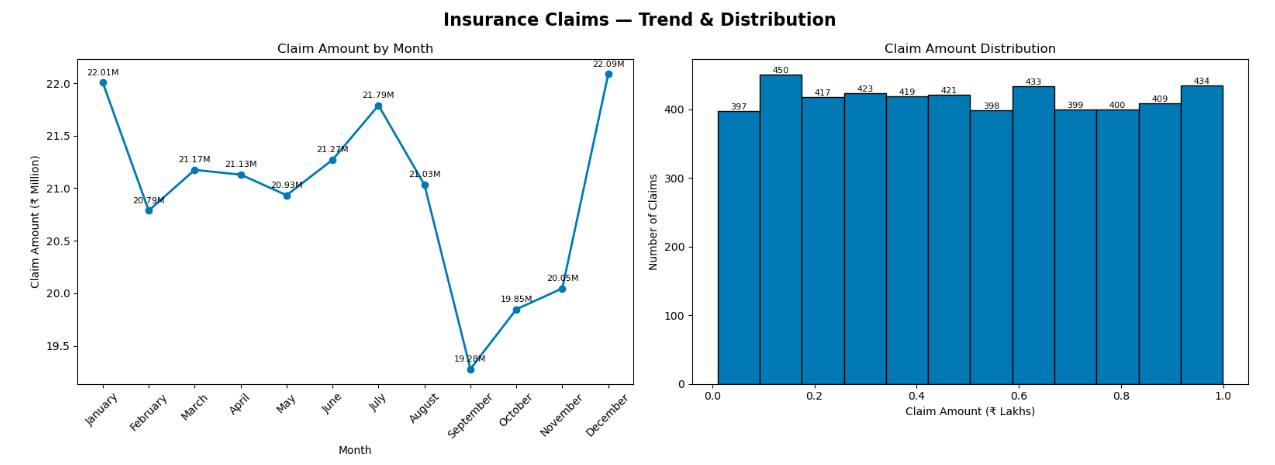 Insurance Claims — Trend & Distribution
Claim Amount by Month
Claim Amount (₹ Million)
22.0
21.5
21.0
20.5
20.0
19.5
22.01M
20.79M
21.17M
21.13M
20.93M
21.27M
21.79M
21.03M
19.28M
19.85M
20.05M
22.09M
January
February
March
April
May
June
July
August
September
October
November
December
Month
Claim Amount Distribution
Number of Claims
400
300
200
100
0
397
450
417
423
419
421
398
433
399
400
409
434
0.0
0.2
0.4
0.6
0.8
1.0
Claim Amount (₹ Lakhs)